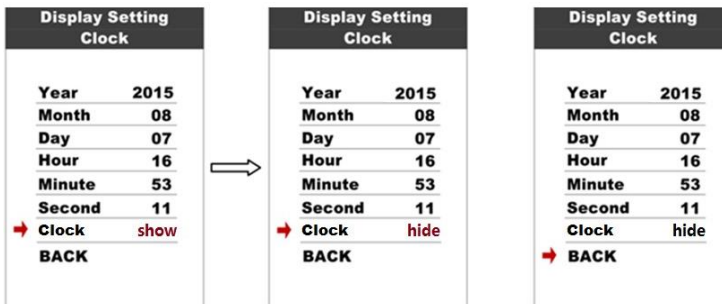 Display Setting
Clock
Year 2015
Month 08
Day 07
Hour 16
Minute 53
Second 11
Clock show
BACK
Display Setting
Clock
Year 2015
Month 08
Day 07
Hour 16
Minute 53
Second 11
Clock hide
BACK
Display Setting
Clock
Year 2015
Month 08
Day 07
Hour 16
Minute 53
Second 11
Clock hide
BACK